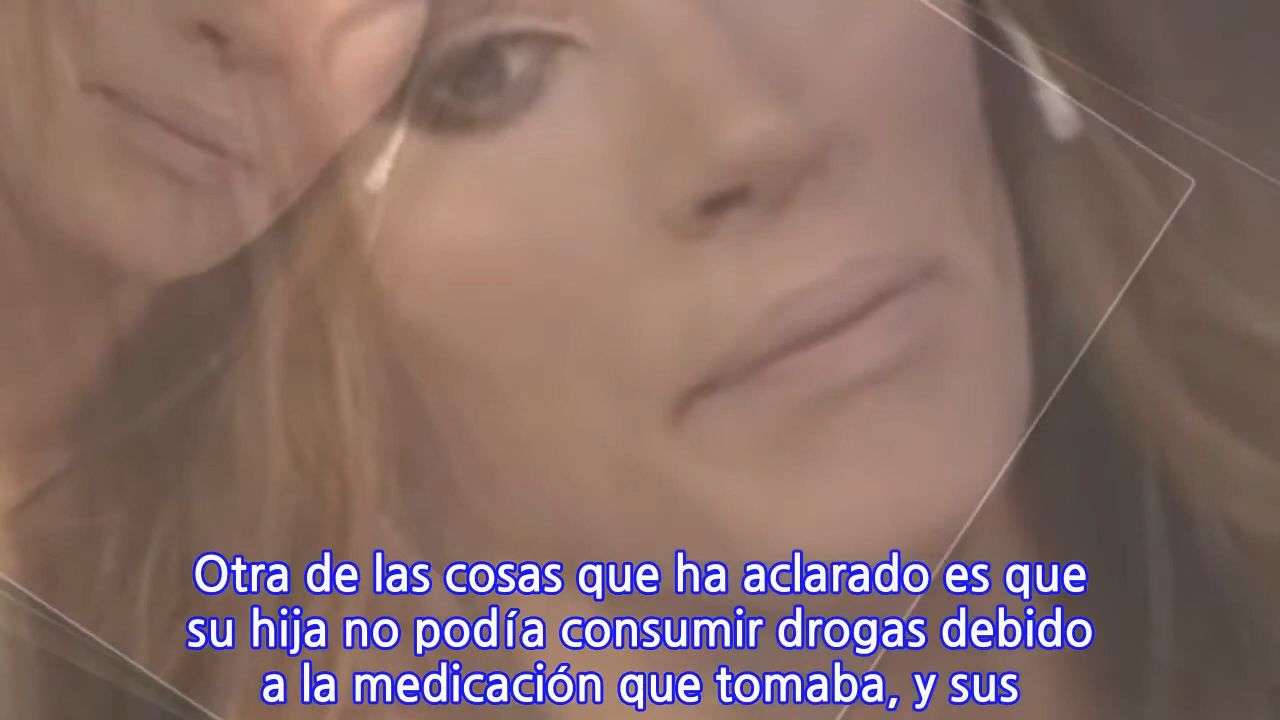 Otra de las cosas que ha aclarado es que
su hija no podía consumir drogas debido
a la medicación que tomaba, y sus